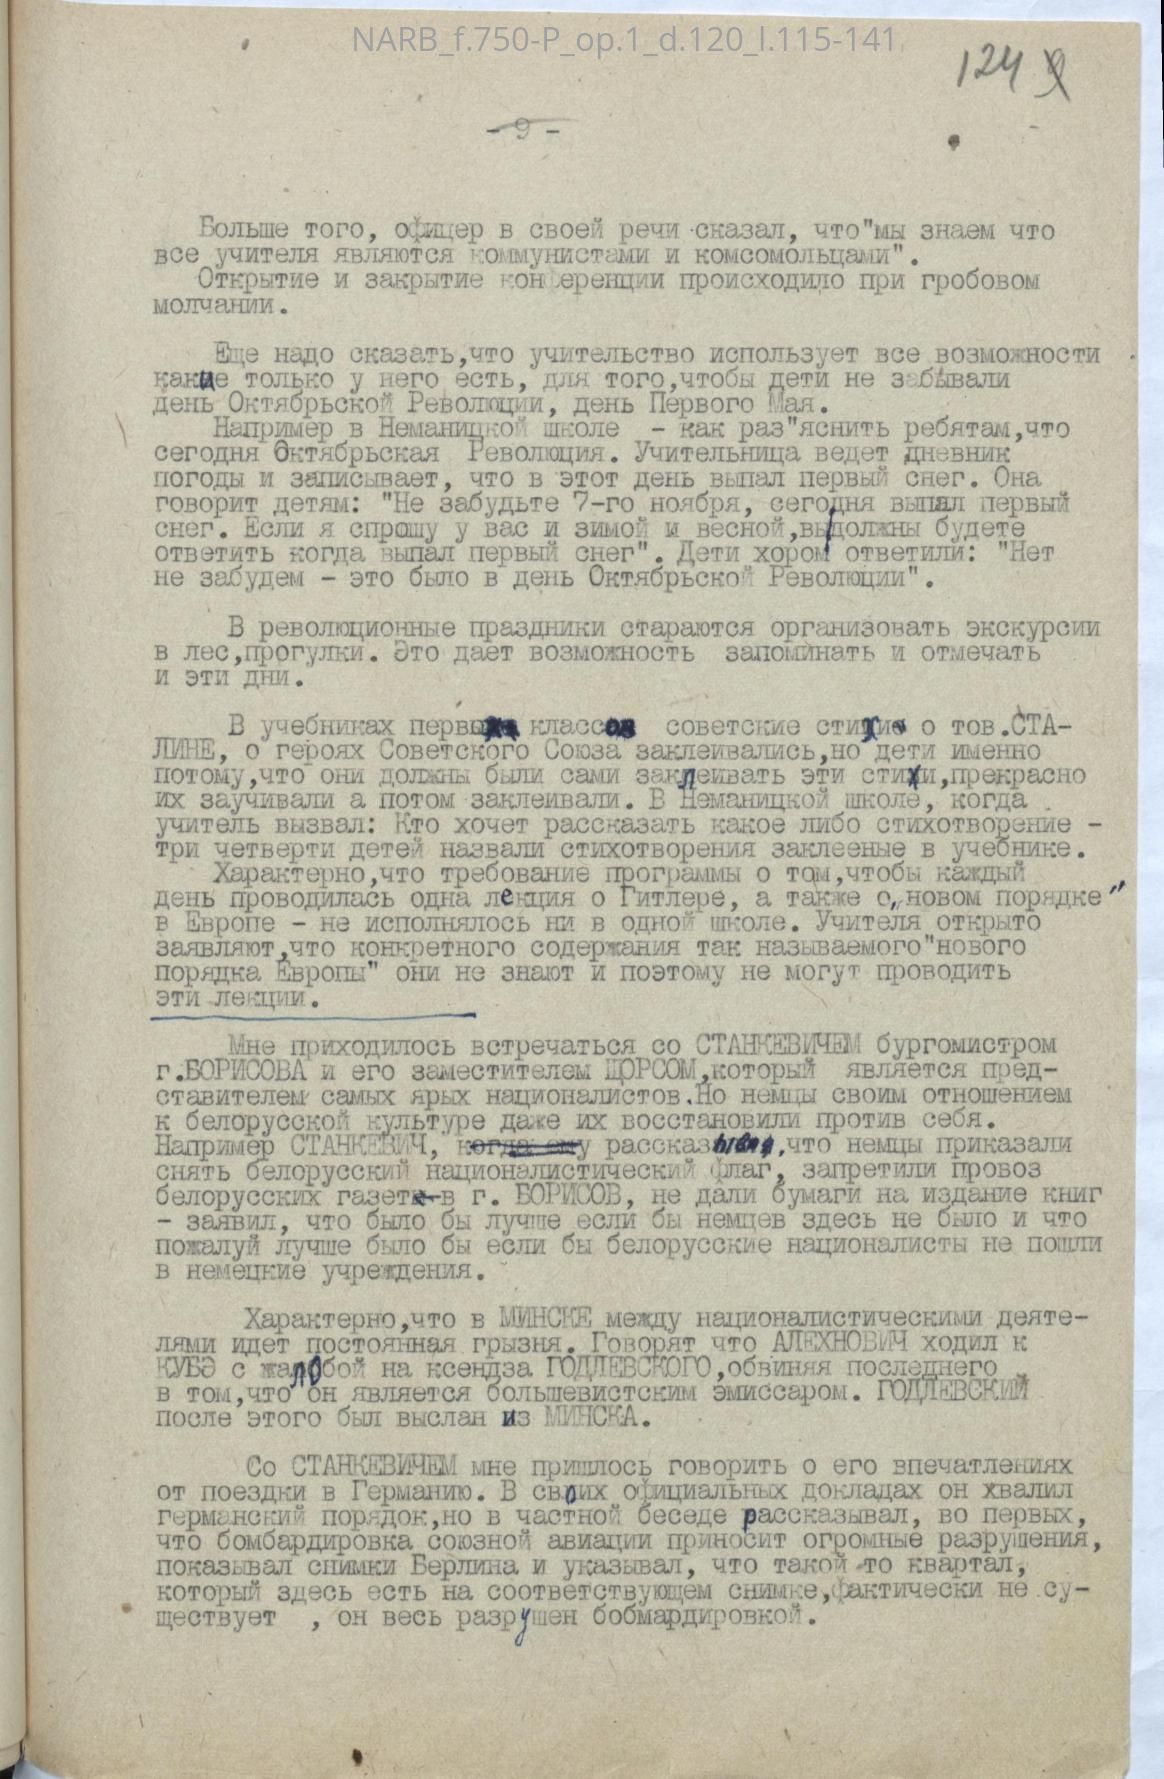 NARB_f.750-P_op.1_d.120_l.115-141
124
- 9 -
Больше того, офицер в своей речи сказал, что"мы знаем что
все учителя являются коммунистами и комсомольцами".
Открытие и закрытие конференции происходило при гробовом
молчании.
Еще надо сказать,что учительство использует все возможности
какие только у него есть, для того,чтобы дети не забывали
день Октябрьской Революции, день Первого Мая.
Например в Неманицкой школе - как раз"яснить ребятам,что
сегодня Октябрьская Революция. Учительница ведет дневник
погоды и записывает, что в этот день выпал первый снег. Она
говорит детям: "Не забудьте 7-го ноября, сегодня выпал первый
снег. Если я спрошу у вас и зимой и весной,вы должны будете
ответить когда выпал первый снег". Дети хором ответили: "Нет
не забудем - это было в день Октябрьской Революции".
В революционные праздники стараются организовать экскурсии
в лес,прогулки. Это дает возможность запоминать и отмечать
и эти дни.
В учебниках первых классов советские стихи о тов.СТА-
ЛИНЕ, о героях Советского Союза заклеивались,но дети именно
потому,что они должны были сами заклеивать эти стихи,прекрасно
их заучивали а потом заклеивали. В Неманицкой школе, когда
учитель вызвал: Кто хочет рассказать какое либо стихотворение -
три четверти детей назвали стихотворения заклееные в учебнике.
Характерно,что требование программы о том,чтобы каждый
день проводилась одна лекция о Гитлере, а также о „новом порядке"
в Европе - не исполнялось ни в одной школе. Учителя открыто
заявляют,что конкретного содержания так называемого"нового
порядка Европы" они не знают и поэтому не могут проводить
эти лекции.
Мне приходилось встречаться со СТАНКЕВИЧЕМ бургомистром
г.БОРИСОВА и его заместителем ЩОРСОМ,который является пред-
ставителем самых ярых националистов.Но немцы своим отношением
к белорусской культуре даже их восстановили против себя.
Например СТАНКЕВИЧ, когда ему рассказывая,что немцы приказали
снять белорусский националистический флаг, запретили провоз
белорусских газет в г. БОРИСОВ, не дали бумаги на издание книг
- заявил, что было бы лучше если бы немцев здесь не было и что
пожалуй лучше было бы если бы белорусские националисты не пошли
в немецкие учреждения.
Характерно,что в МИНСКЕ между националистическими деяте-
лями идет постоянная грызня. Говорят что АЛЕХНОВИЧ ходил к
КУБЭ с жалобой на ксендза ГОДЛЕВСКОГО,обвиняя последнего
в том,что он является большевистским эмиссаром. ГОДЛЕВСКИЙ
после этого был выслан из МИНСКА.
Со СТАНКЕВИЧЕМ мне пришлось говорить о его впечатлениях
от поездки в Германию. В своих официальных докладах он хвалил
германский порядок,но в частной беседе рассказывал, во первых,
что бомбардировка союзной авиации приносит огромные разрушения,
показывал снимки Берлина и указывал, что такой-то квартал,
который здесь есть на соответствующем снимке,фактически не су-
ществует , он весь разрушен бобмардировкой.